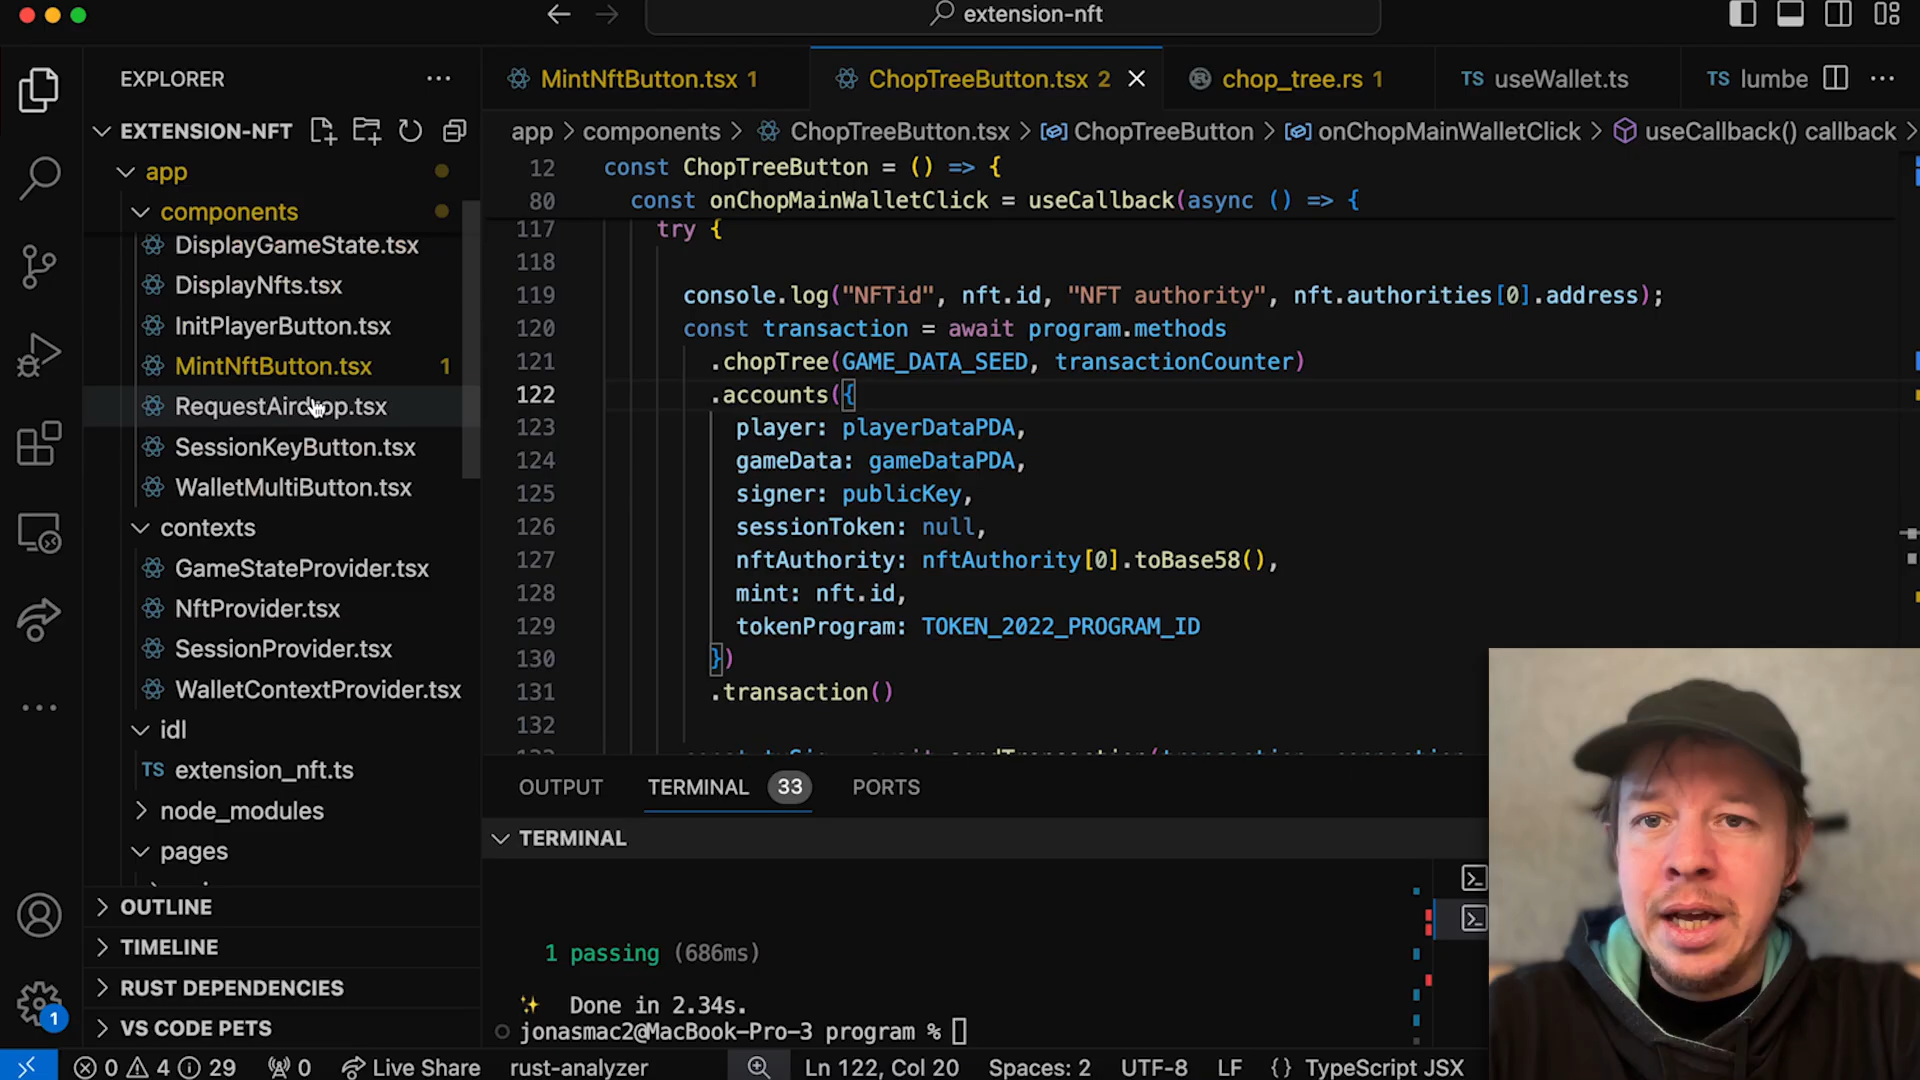 extension-nft
EXPLORER
MintNftButton.tsx 1
ChopTreeButton.tsx 2
chop_tree.rs 1
TS useWallet.ts
TS lumbe
EXTENSION-NFT
app > components > ChopTreeButton.tsx > ChopTreeButton > onChopMainWalletClick > useCallback() callback >
app
components
DisplayGameState.tsx
DisplayNfts.tsx
InitPlayerButton.tsx
MintNftButton.tsx 1
RequestAirdrop.tsx
SessionKeyButton.tsx
WalletMultiButton.tsx
contexts
GameStateProvider.tsx
NftProvider.tsx
SessionProvider.tsx
WalletContextProvider.tsx
idl
TS extension_nft.ts
node_modules
pages
OUTLINE
TIMELINE
RUST DEPENDENCIES
VS CODE PETS
12 const ChopTreeButton = () => {
80 const onChopMainWalletClick = useCallback(async () => {
117 try {
118
119 console.log("NFTid", nft.id, "NFT authority", nft.authorities[0].address);
120 const transaction = await program.methods
121 .chopTree(GAME_DATA_SEED, transactionCounter)
122 .accounts({
123 player: playerDataPDA,
124 gameData: gameDataPDA,
125 signer: publicKey,
126 sessionToken: null,
127 nftAuthority: nftAuthority[0].toBase58(),
128 mint: nft.id,
129 tokenProgram: TOKEN_2022_PROGRAM_ID
130 })
131 .transaction()
132
OUTPUT TERMINAL 33 PORTS
TERMINAL
1 passing (686ms)
✨ Done in 2.34s.
jonasmac2@MacBook-Pro-3 program %
1
0 4 29 0 Live Share rust-analyzer Ln 122, Col 20 Spaces: 2 UTF-8 LF {} TypeScript JSX